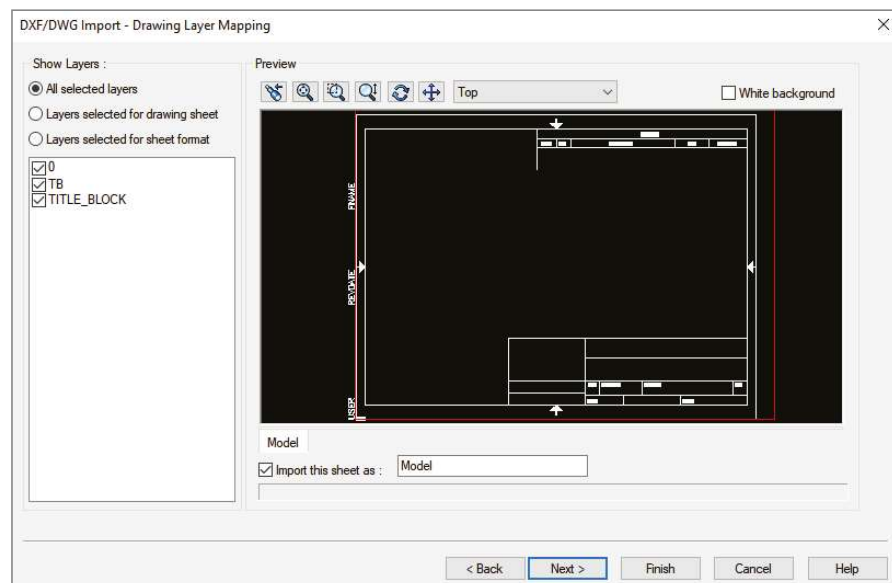 DXF/DWG Import - Drawing Layer Mapping
Show Layers :
All selected layers
Layers selected for drawing sheet
Layers selected for sheet format
0
TB
TITLE_BLOCK
Preview
Top
White background
FNAME
REVDATE
USER
Model
Import this sheet as :
Model
< Back
Next >
Finish
Cancel
Help